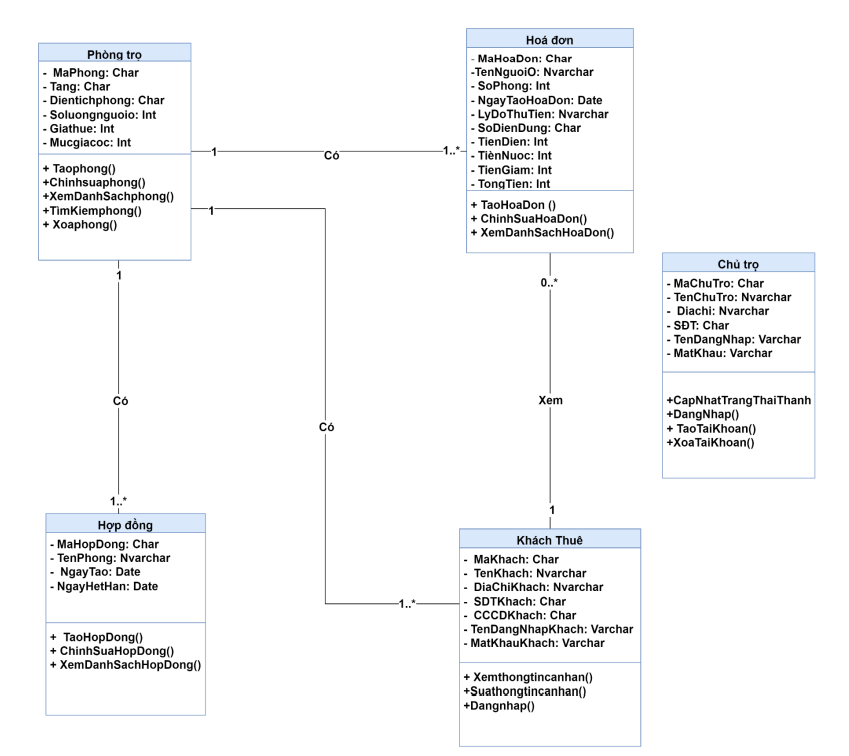 Phòng trọ
- MaPhong: Char
- Tang: Char
- Dientichphong: Char
- Soluongnguoio: Int
- Giathue: Int
- Mucgiacoc: Int
+ Taophong()
+Chinhsuaphong()
+XemDanhSachphong()
+TimKiemphong()
+ Xoaphong()
Hoá đơn
- MaHoaDon: Char
-TenNguoiO: Nvarchar
- SoPhong: Int
- NgayTaoHoaDon: Date
- LyDoThuTien: Nvarchar
- SoDienDung: Char
- TienDien: Int
- TiènNuoc: Int
- TienGiam: Int
- TongTien: Int
+ TaoHoaDon ()
+ ChinhSuaHoaDon()
+ XemDanhSachHoaDon()
1
Có
1..*
1
Có
1..*
1
Có
1..*
0..*
Xem
1
Chủ trọ
- MaChuTro: Char
- TenChuTro: Nvarchar
- Diachi: Nvarchar
- SĐT: Char
- TenDangNhap: Varchar
- MatKhau: Varchar
+CapNhatTrangThaiThanh
+DangNhap()
+ TaoTaiKhoan()
+XoaTaiKhoan()
Hợp đồng
- MaHopDong: Char
- TenPhong: Nvarchar
- NgayTao: Date
- NgayHetHan: Date
+ TaoHopDong()
+ ChinhSuaHopDong()
+ XemDanhSachHopDong()
Khách Thuê
- MaKhach: Char
- TenKhach: Nvarchar
- DiaChiKhach: Nvarchar
- SDTKhach: Char
- CCCDKhach: Char
- TenDangNhapKhach: Varchar
- MatKhauKhach: Varchar
+ Xemthongtincanhan()
+Suathongtincanhan()
+Dangnhap()